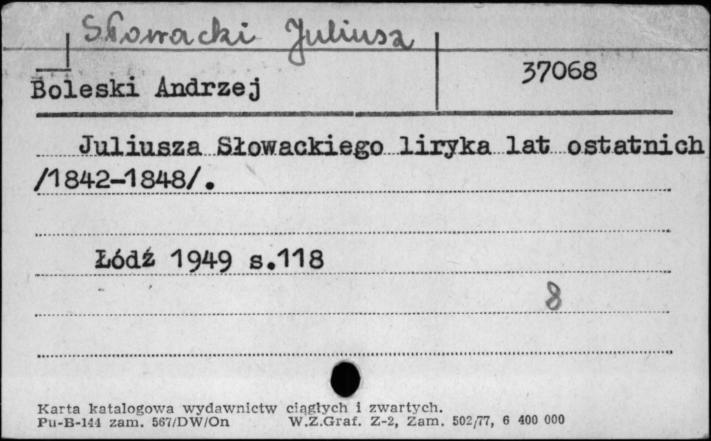 Słowacki Juliusz
37068
Boleski Andrzej
Juliusza Słowackiego liryka lat ostatnich
/1842-1848/.
Łódź 1949 s.118
8
Karta katalogowa wydawnictw ciągłych i zwartych.
Pu-B-144 zam. 567/DW/On W.Z.Graf. Z-2, Zam. 502/77, 6 400 000